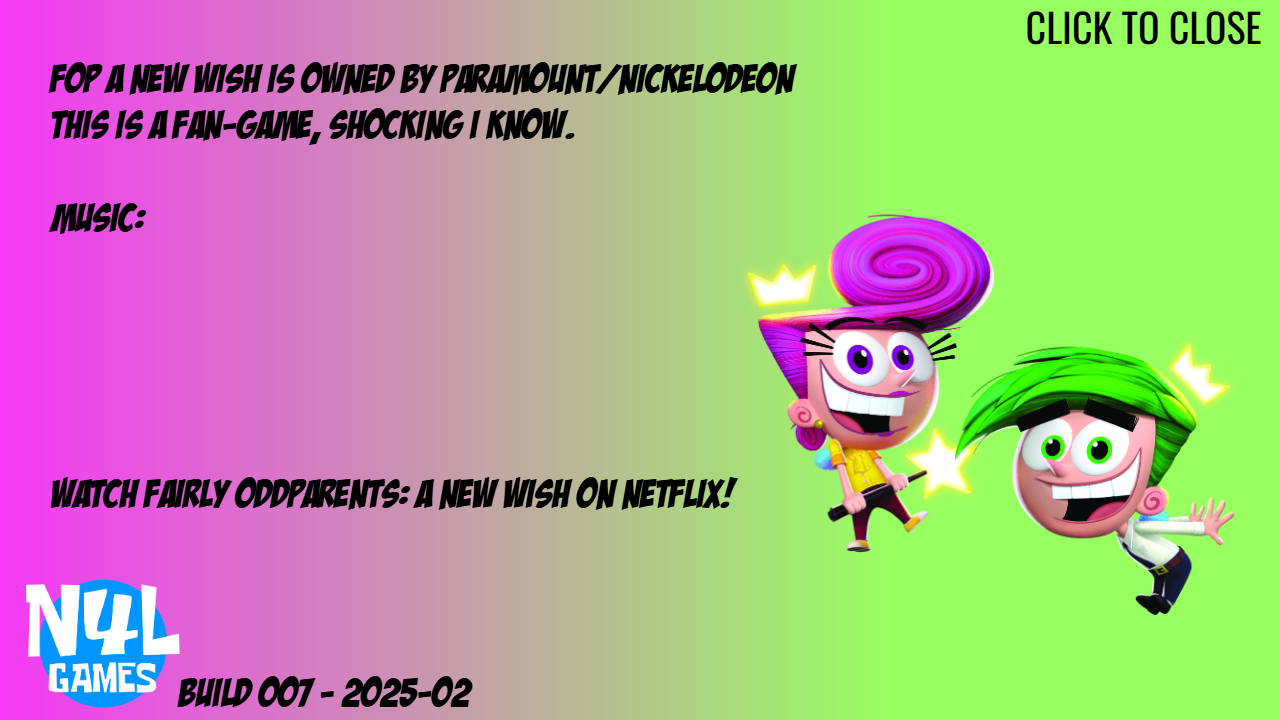 CLICK TO CLOSE
FOP A NEW WISH IS OWNED BY PARAMOUNT/NICKELODEON
THIS IS A FAN-GAME, SHOCKING I KNOW.
MUSIC:
WATCH FAIRLY ODDPARENTS: A NEW WISH ON NETFLIX!
N4L
GAMES
BUILD 007 - 2025-02